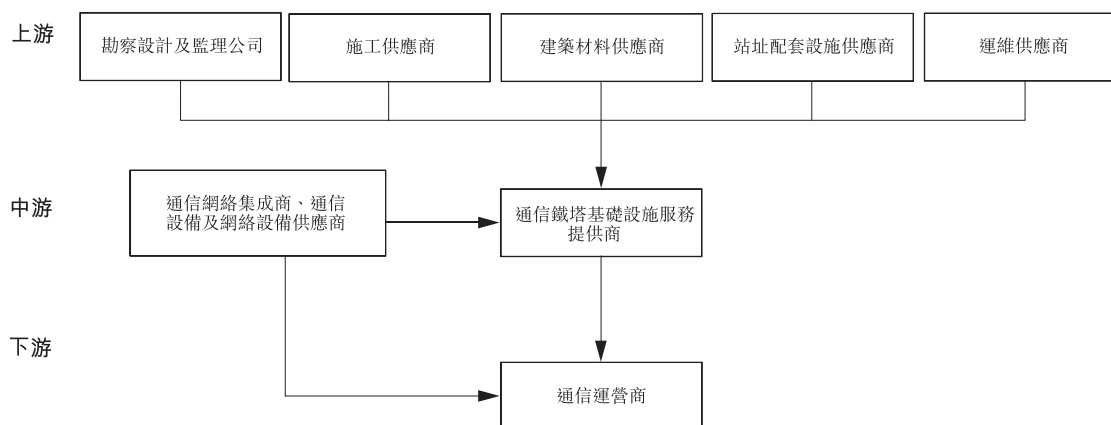 上游
勘察設計及監理公司
施工供應商
建築材料供應商
站址配套設施供應商
運維供應商
中游
通信網絡集成商、通信
設備及網絡設備供應商
通信鐵塔基礎設施服務
提供商
下游
通信運營商